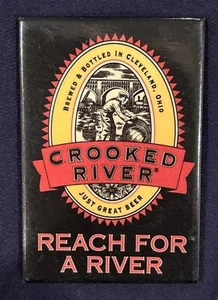 BREWED & BOTTLED IN CLEVELAND, OHIO
CROOKED
RIVER®
JUST GREAT BEER
REACH FOR
A RIVER